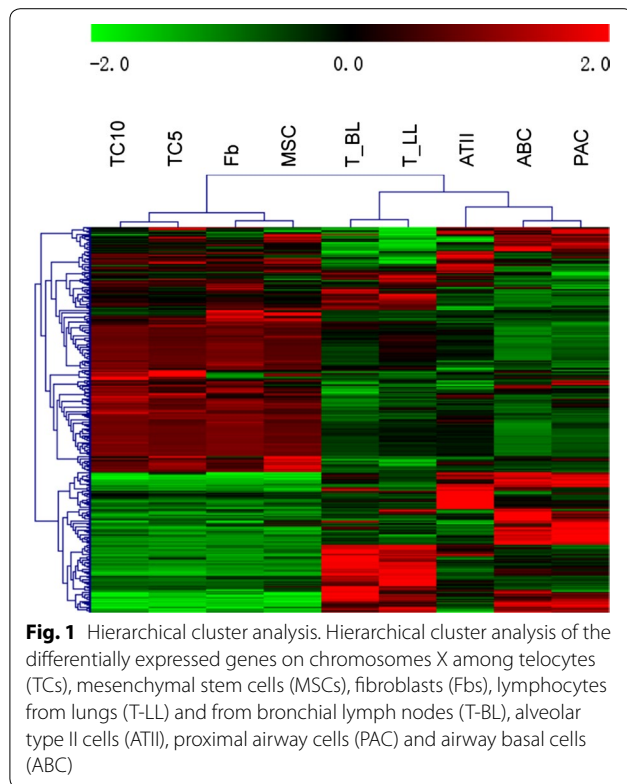 -2.0 0.0 2.0
TC10 TC5 Fb MSC T_BL T_LL ATII ABC PAC
Fig. 1 Hierarchical cluster analysis. Hierarchical cluster analysis of the
differentially expressed genes on chromosomes X among telocytes
(TCs), mesenchymal stem cells (MSCs), fibroblasts (Fbs), lymphocytes
from lungs (T-LL) and from bronchial lymph nodes (T-BL), alveolar
type II cells (ATII), proximal airway cells (PAC) and airway basal cells
(ABC)